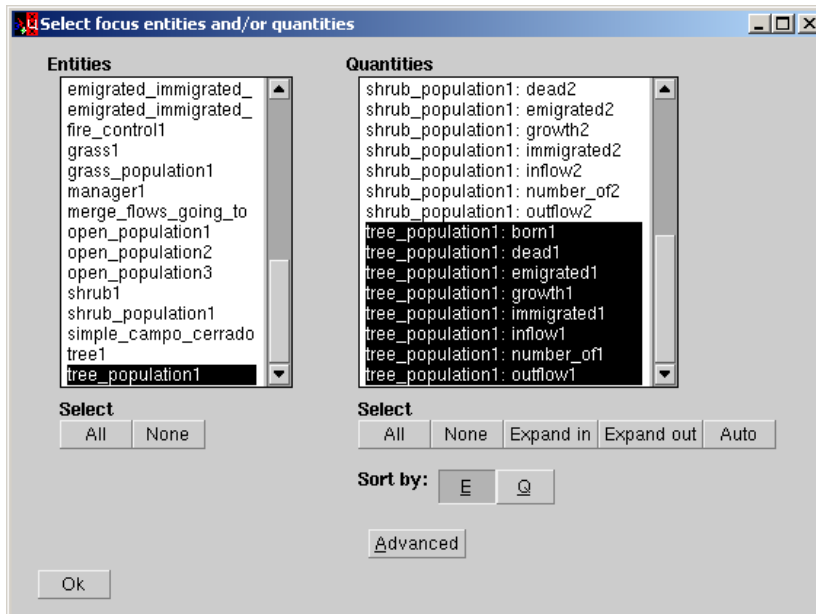 Select focus entities and/or quantities
Entities
emigrated_immigrated_
emigrated_immigrated_
fire_control1
grass1
grass_population1
manager1
merge_flows_going_to
open_population1
open_population2
open_population3
shrub1
shrub_population1
simple_campo_cerrado
tree1
tree_population1
Select
All None
Quantities
shrub_population1: dead2
shrub_population1: emigrated2
shrub_population1: growth2
shrub_population1: immigrated2
shrub_population1: inflow2
shrub_population1: number_of2
shrub_population1: outflow2
tree_population1: born1
tree_population1: dead1
tree_population1: emigrated1
tree_population1: growth1
tree_population1: immigrated1
tree_population1: inflow1
tree_population1: number_of1
tree_population1: outflow1
Select
All None Expand in Expand out Auto
Sort by: E Q
Advanced
Ok